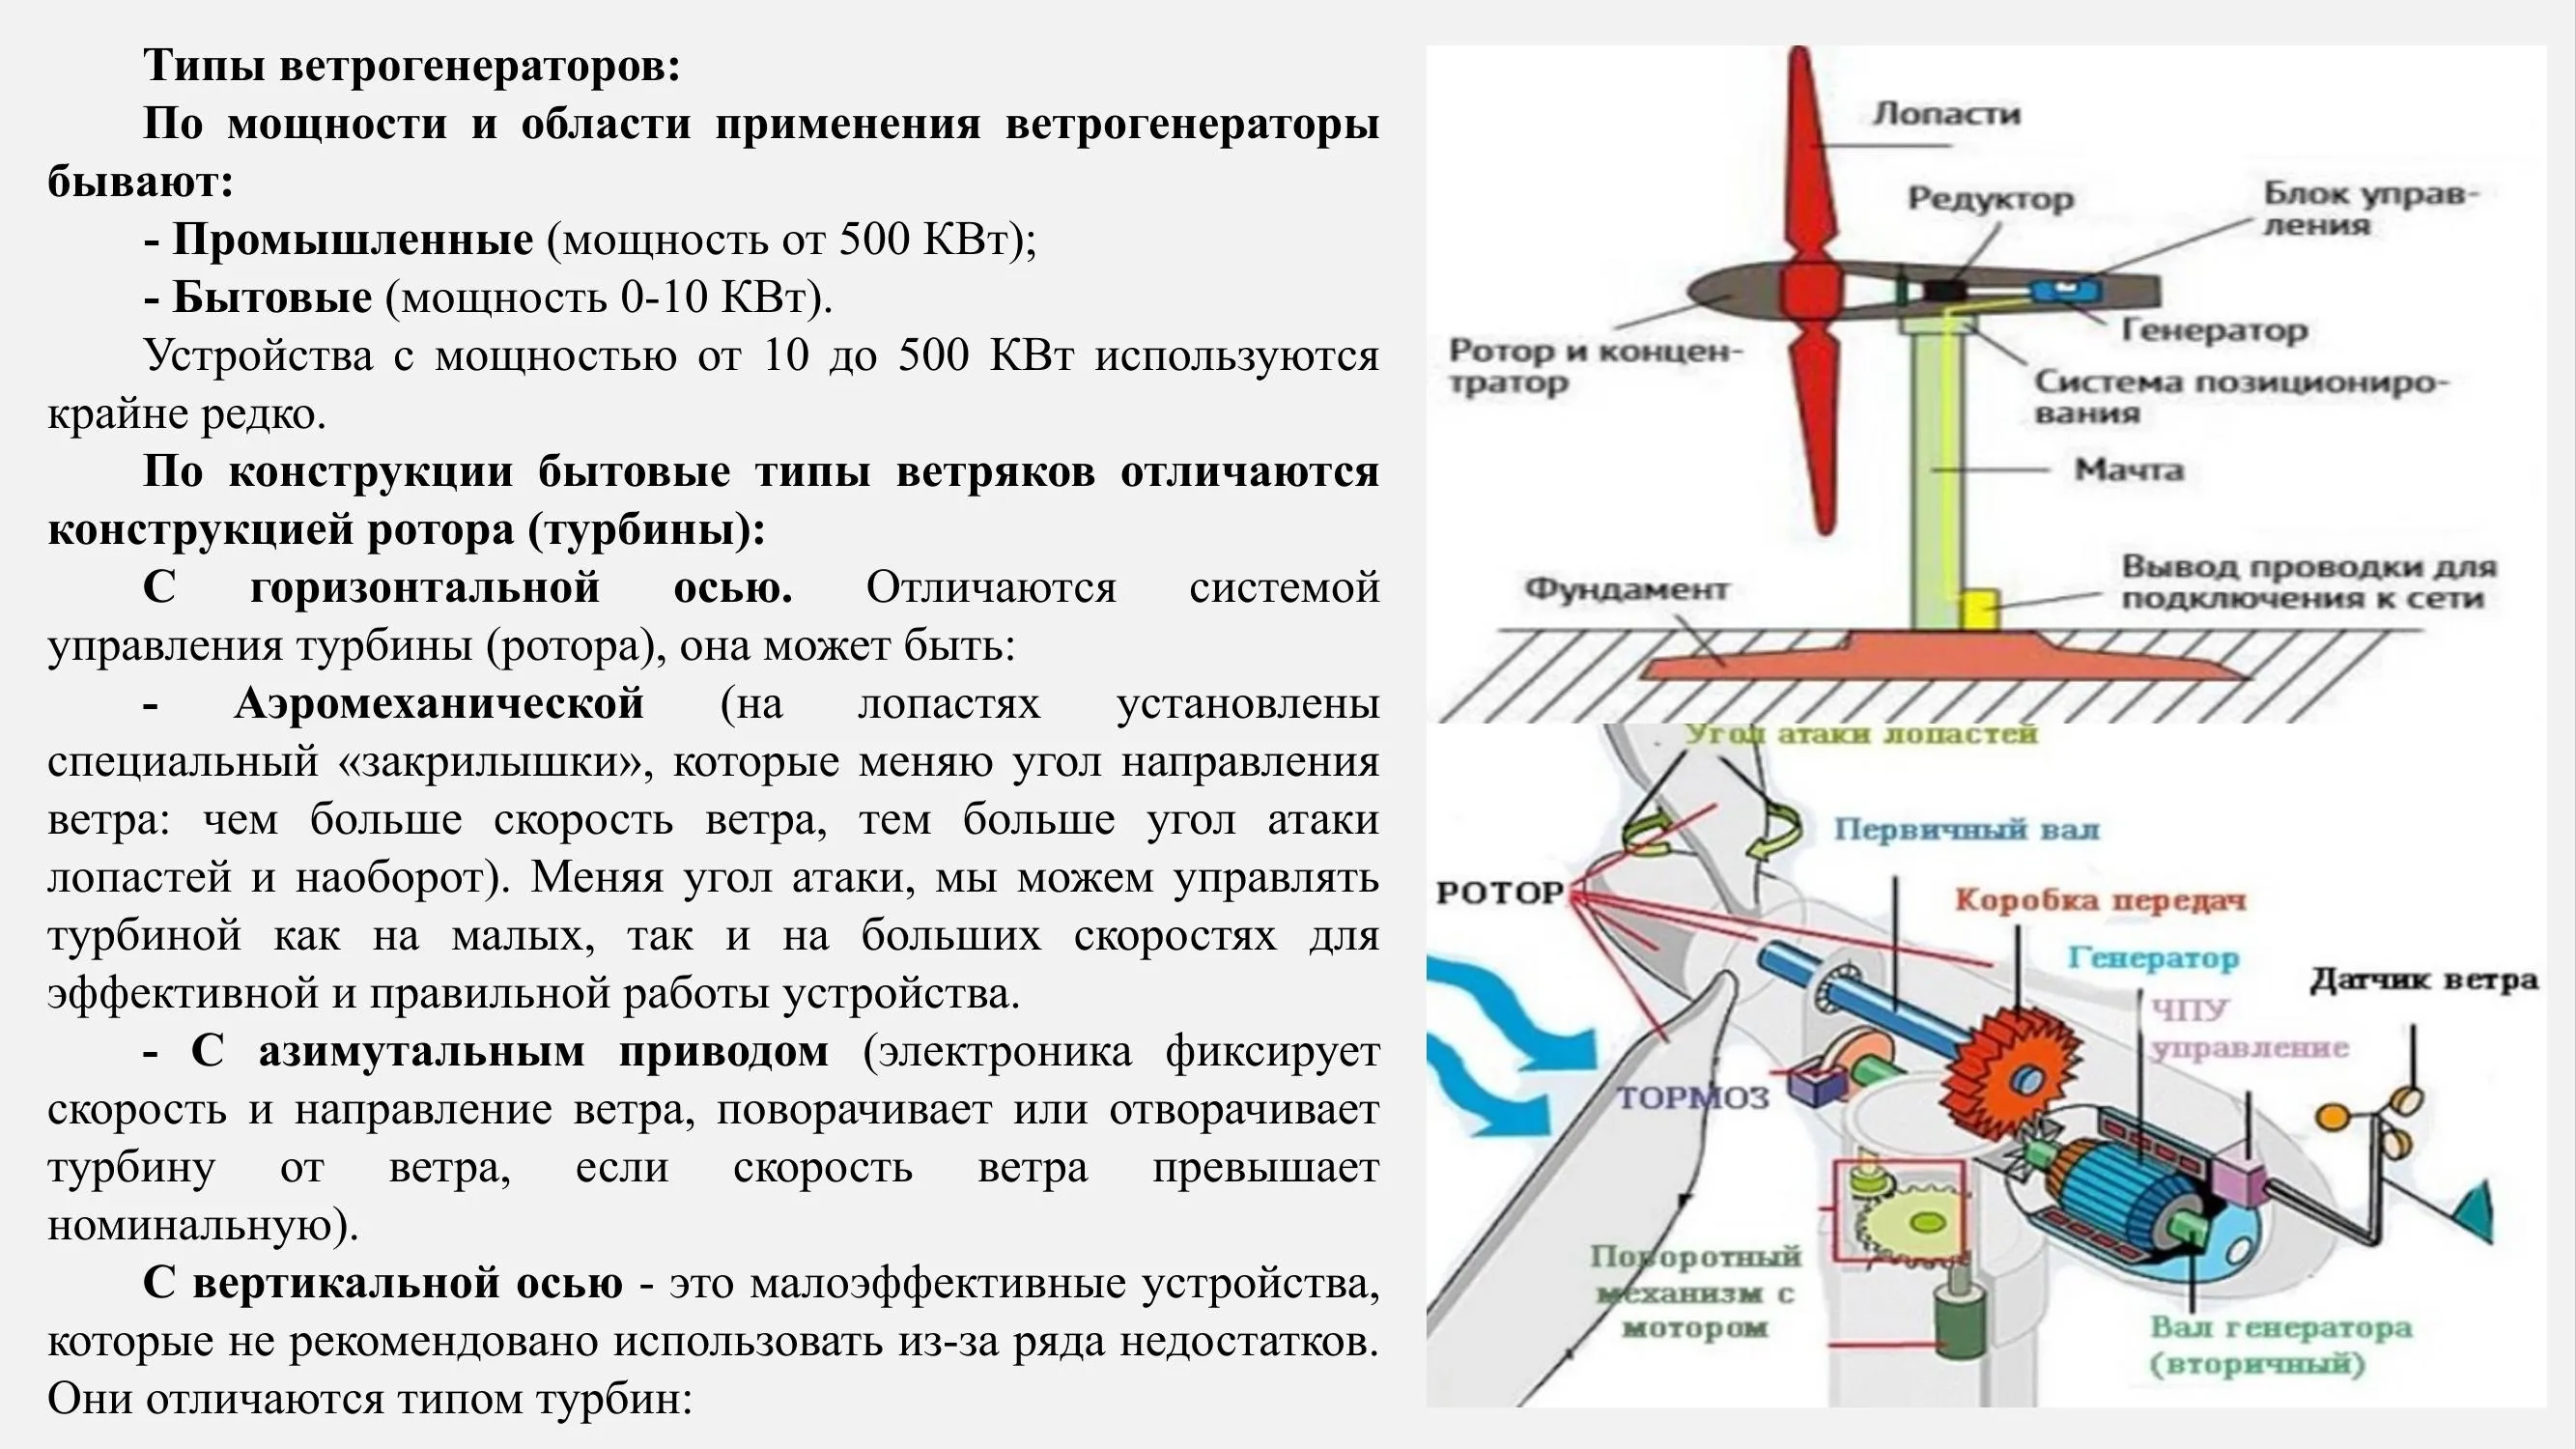 Типы ветрогенераторов:
По мощности и области применения ветрогенераторы
бывают:
- Промышленные (мощность от 500 КВт);
- Бытовые (мощность 0-10 КВт).
Устройства с мощностью от 10 до 500 КВт используются
крайне редко.
По конструкции бытовые типы ветряков отличаются
конструкцией ротора (турбины):
С горизонтальной осью. Отличаются системой
управления турбины (ротора), она может быть:
- Аэромеханической (на лопастях установлены
специальный «закрилышки», которые меняю угол направления
ветра: чем больше скорость ветра, тем больше угол атаки
лопастей и наоборот). Меняя угол атаки, мы можем управлять
турбиной как на малых, так и на больших скоростях для
эффективной и правильной работы устройства.
- С азимутальным приводом (электроника фиксирует
скорость и направление ветра, поворачивает или отворачивает
турбину от ветра, если скорость ветра превышает
номинальную).
С вертикальной осью - это малоэффективные устройства,
которые не рекомендовано использовать из-за ряда недостатков.
Они отличаются типом турбин:
Лопасти
Редуктор
Блок управ-
ления
Ротор и концен-
тратор
Генератор
Система позициониро-
вания
Мачта
Фундамент
Вывод проводки для
подключения к сети
Угол атаки лопастей
Первичный вал
РОТОР
Коробка передач
Генератор
Датчик ветра
ЧПУ
управление
ТОРМОЗ
Поворотный
механизм с
мотором
Вал генератора
(вторичный)